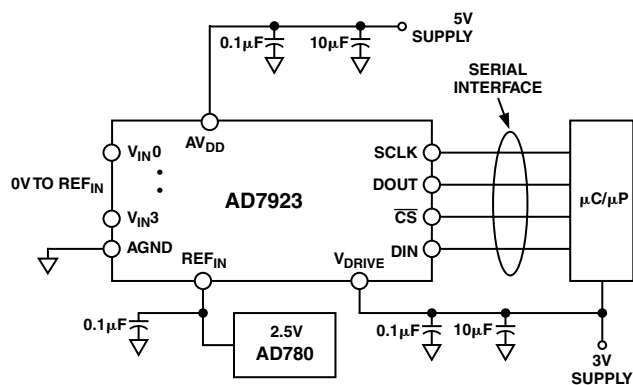 5V
SUPPLY
0.1µF
10µF
SERIAL
INTERFACE
AV_DD
V_IN0
SCLK
0V TO REF_IN
DOUT
AD7923
µC/µP
V_IN3
C̅S̅
AGND
DIN
REF_IN
V_DRIVE
0.1µF
2.5V
AD780
0.1µF
10µF
3V
SUPPLY